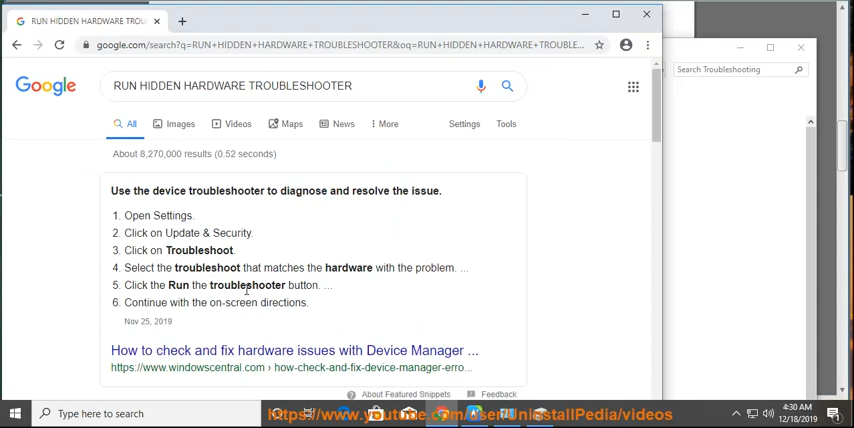 RUN HIDDEN HARDWARE TROUBL
google.com/search?q=RUN+HIDDEN+HARDWARE+TROUBLESHOOTER&oq=RUN+HIDDEN+HARDWARE+TROUBLE...
Search Troubleshooting
Google
RUN HIDDEN HARDWARE TROUBLESHOOTER
All Images Videos Maps News More Settings Tools
About 8,270,000 results (0.52 seconds)
Use the device troubleshooter to diagnose and resolve the issue.
1. Open Settings.
2. Click on Update & Security.
3. Click on Troubleshoot.
4. Select the troubleshoot that matches the hardware with the problem. ...
5. Click the Run the troubleshooter button. ...
6. Continue with the on-screen directions.
Nov 25, 2019
How to check and fix hardware issues with Device Manager ...
https://www.windowscentral.com › how-check-and-fix-device-manager-erro...
About Featured Snippets Feedback
Type here to search
https://www.youtube.com/user/UninstallPedia/videos
4:30 AM
12/18/2019
1